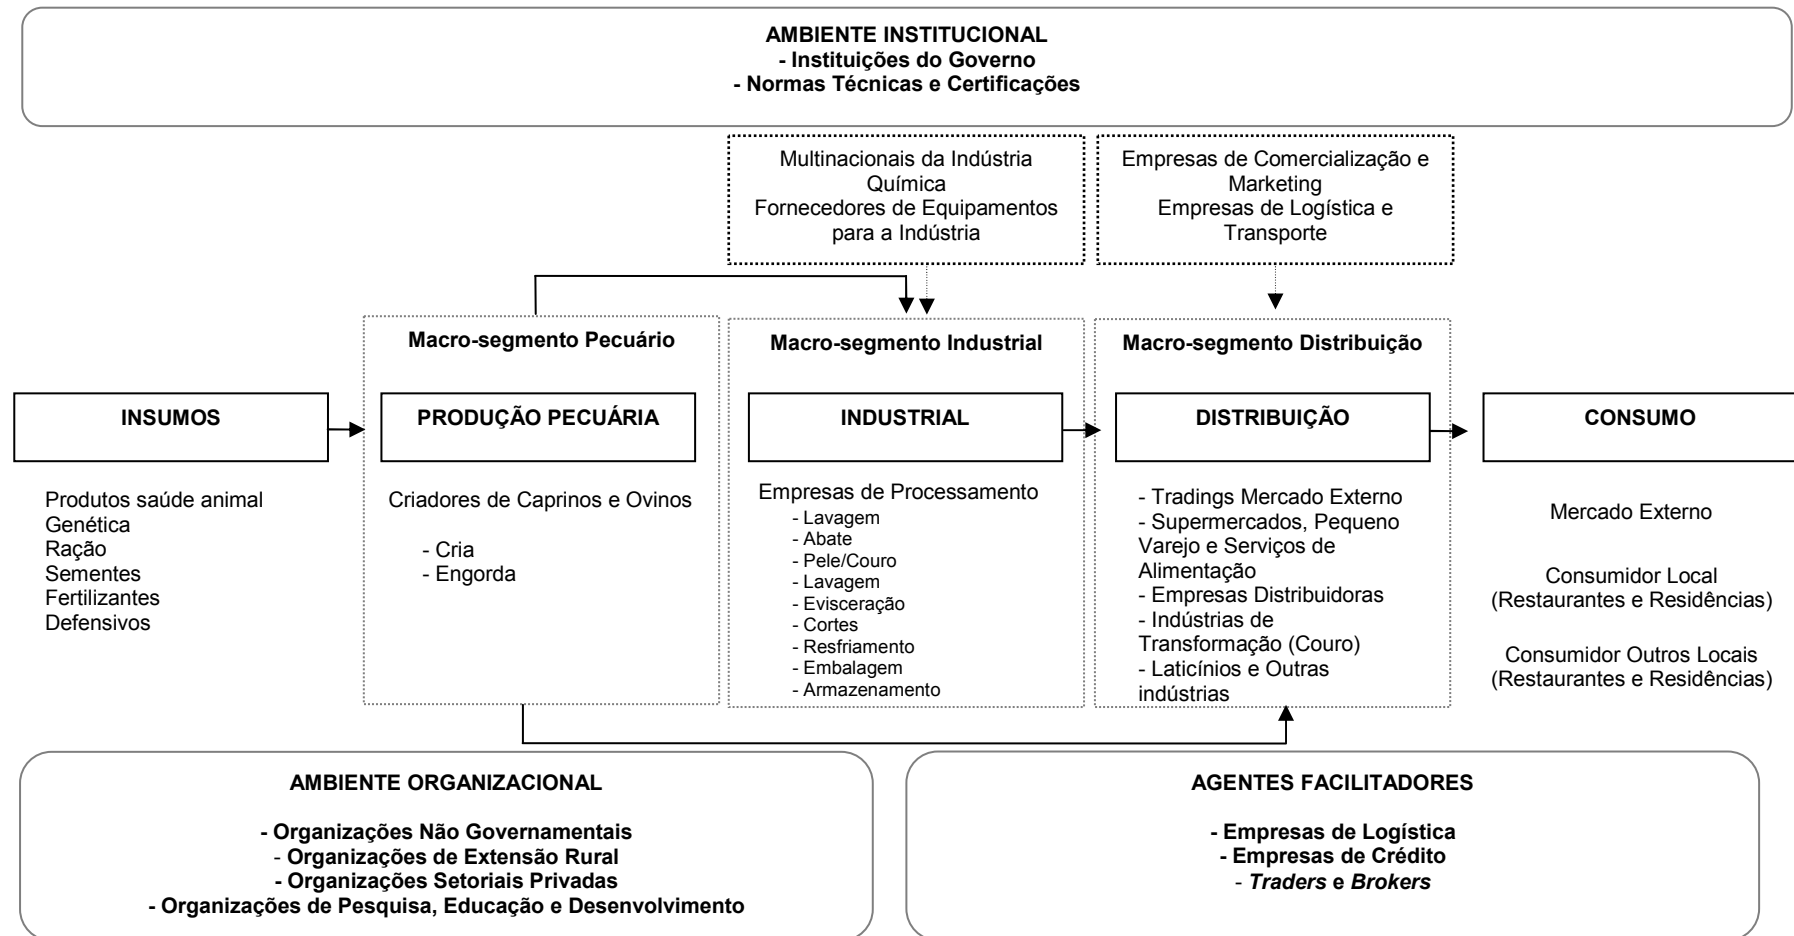 AMBIENTE INSTITUCIONAL
- Instituições do Governo
- Normas Técnicas e Certificações
Multinacionais da Indústria
Química
Fornecedores de Equipamentos
para a Indústria
Empresas de Comercialização e
Marketing
Empresas de Logística e
Transporte
Macro-segmento Pecuário
Macro-segmento Industrial
Macro-segmento Distribuição
INSUMOS
PRODUÇÃO PECUÁRIA
INDUSTRIAL
DISTRIBUIÇÃO
CONSUMO
Produtos saúde animal
Genética
Ração
Sementes
Fertilizantes
Defensivos
Criadores de Caprinos e Ovinos
- Cria
- Engorda
Empresas de Processamento
- Lavagem
- Abate
- Pele/Couro
- Lavagem
- Evisceração
- Cortes
- Resfriamento
- Embalagem
- Armazenamento
- Tradings Mercado Externo
- Supermercados, Pequeno
Varejo e Serviços de
Alimentação
- Empresas Distribuidoras
- Indústrias de
Transformação (Couro)
- Laticínios e Outras
indústrias
Mercado Externo
Consumidor Local
(Restaurantes e Residências)
Consumidor Outros Locais
(Restaurantes e Residências)
AMBIENTE ORGANIZACIONAL
- Organizações Não Governamentais
- Organizações de Extensão Rural
- Organizações Setoriais Privadas
- Organizações de Pesquisa, Educação e Desenvolvimento
AGENTES FACILITADORES
- Empresas de Logística
- Empresas de Crédito
- Traders e Brokers